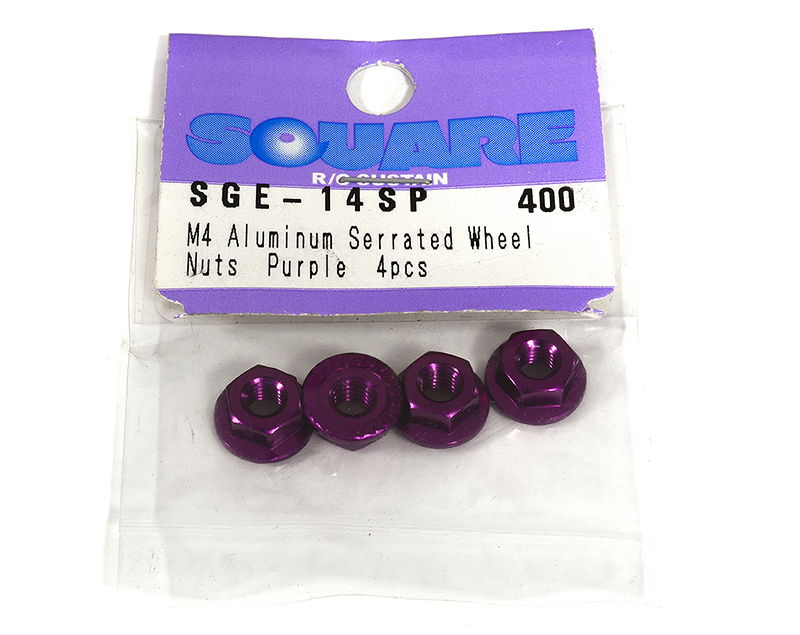 SQUARE
R/C SUSTAIN
SGE-14SP 400
M4 Aluminum Serrated Wheel
Nuts Purple 4pcs